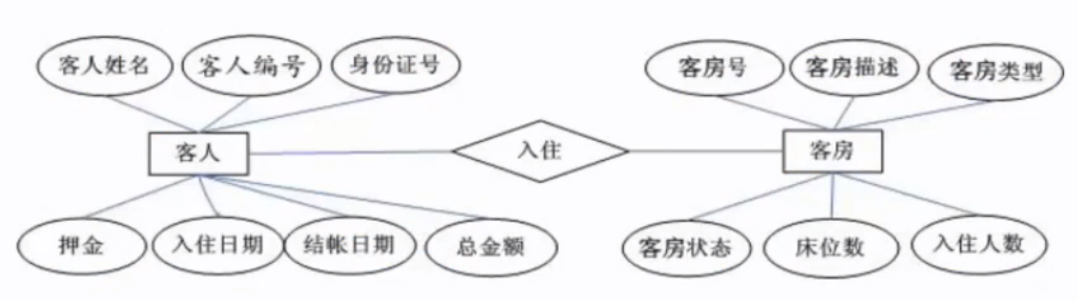 客人姓名 客人编号 身份证号 客房号 客房描述 客房类型
客人 入住 客房
押金 入住日期 结帐日期 总金额 客房状态 床位数 入住人数